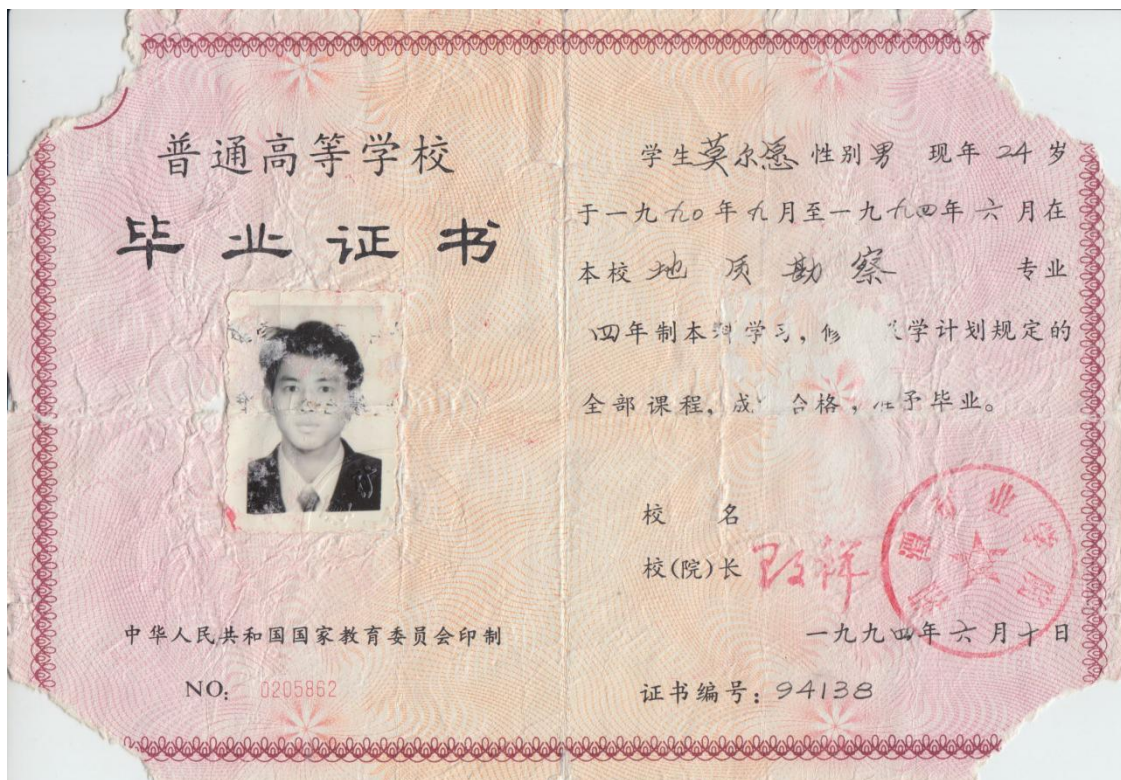 普通高等学校
毕业证书
中华人民共和国国家教育委员会印制
NO: 0205862
学生莫尔愚 性别男 现年 24 岁
于一九九0年九月至一九九四年六月在
本校 地质勘察 专业
四年制本科学习, 修 学计划规定的
全部课程, 成 合格, 准予毕业。
校 名
校(院)长
业 学院
一九九四年六月十日
证书编号: 94138